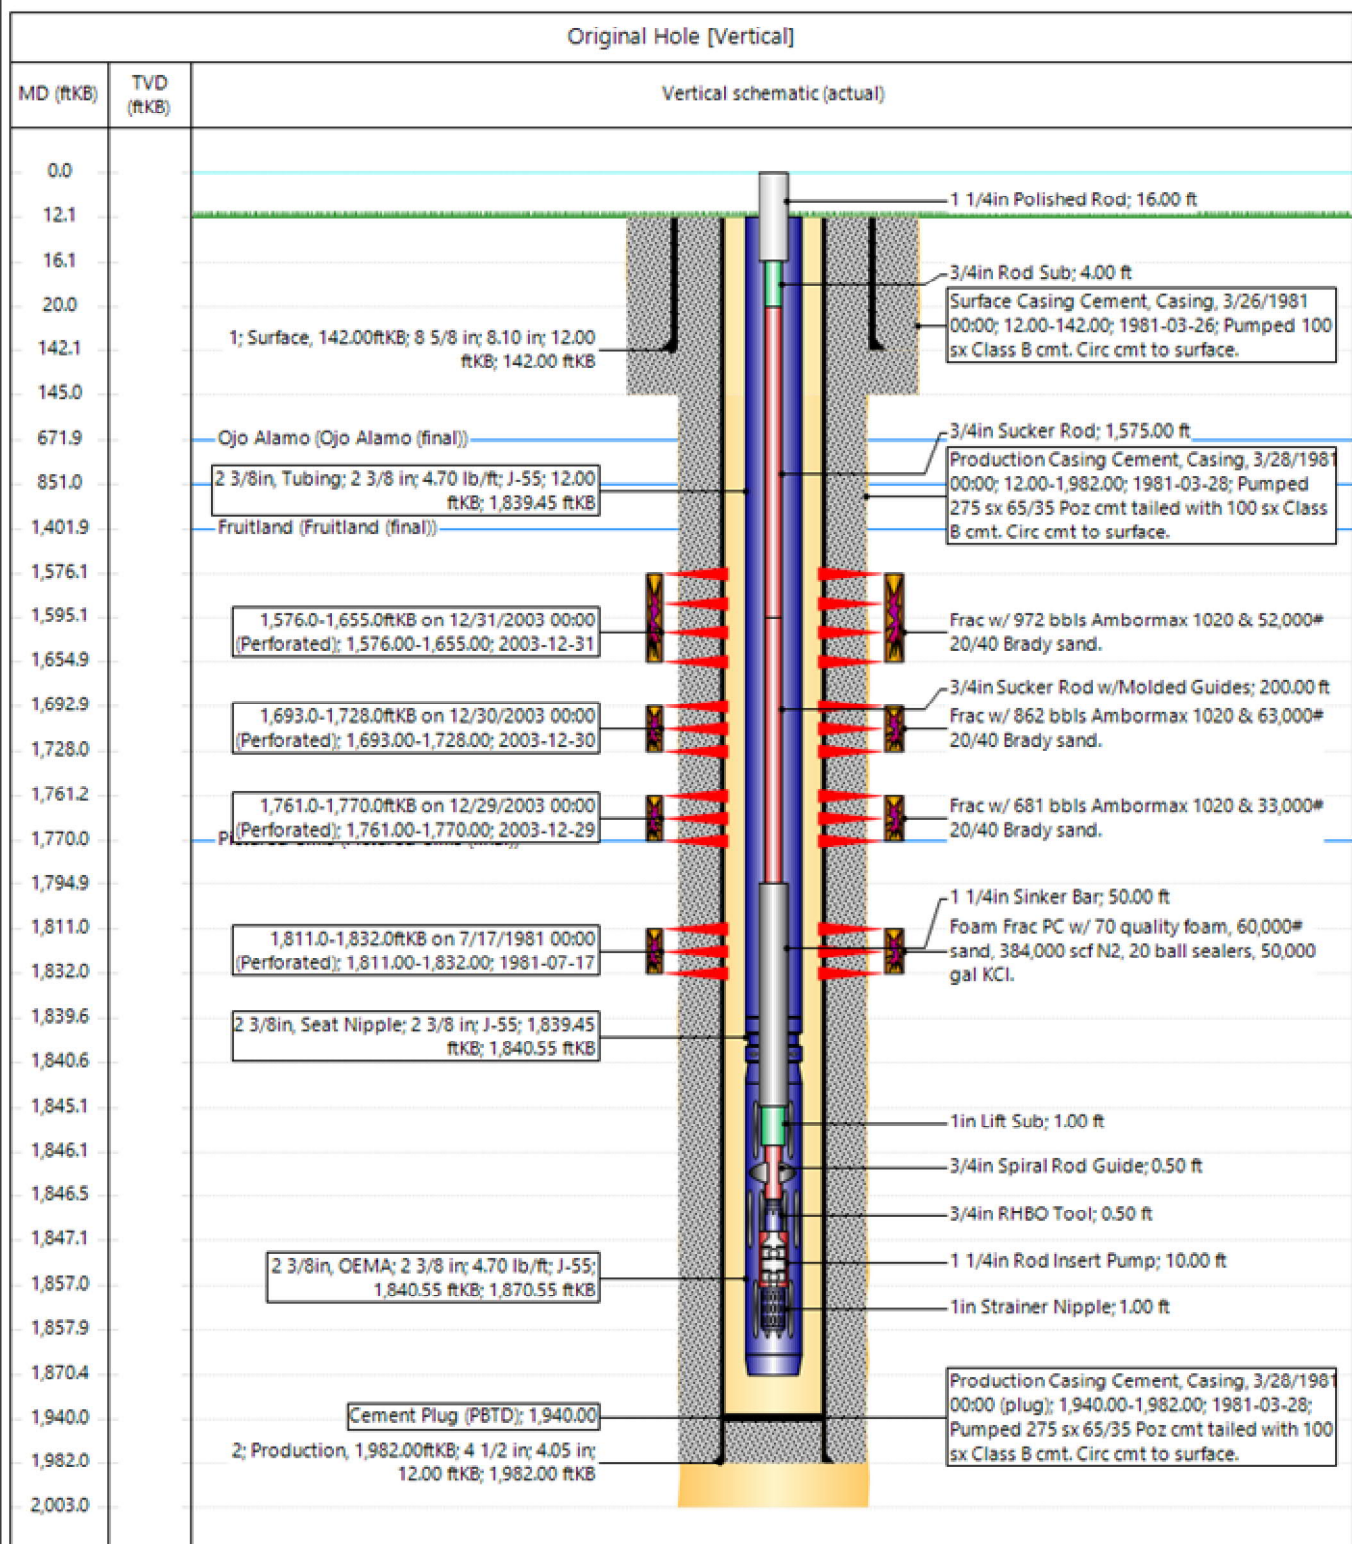 Original Hole [Vertical]
MD (ftKB)
TVD
(ftKB)
Vertical schematic (actual)
0.0
12.1
16.1
20.0
142.1
145.0
671.9
851.0
1,401.9
1,576.1
1,595.1
1,654.9
1,692.9
1,728.0
1,761.2
1,770.0
1,794.9
1,811.0
1,832.0
1,839.6
1,840.6
1,845.1
1,846.1
1,846.5
1,847.1
1,857.0
1,857.9
1,870.4
1,940.0
1,982.0
2,003.0
1; Surface, 142.00ftKB; 8 5/8 in; 8.10 in; 12.00
ftKB; 142.00 ftKB
Ojo Alamo (Ojo Alamo (final))
2 3/8in, Tubing; 2 3/8 in; 4.70 lb/ft; J-55; 12.00
ftKB; 1,839.45 ftKB
Fruitland (Fruitland (final))
1,576.0-1,655.0ftKB on 12/31/2003 00:00
(Perforated); 1,576.00-1,655.00; 2003-12-31
1,693.0-1,728.0ftKB on 12/30/2003 00:00
(Perforated); 1,693.00-1,728.00; 2003-12-30
1,761.0-1,770.0ftKB on 12/29/2003 00:00
(Perforated); 1,761.00-1,770.00; 2003-12-29
1,811.0-1,832.0ftKB on 7/17/1981 00:00
(Perforated); 1,811.00-1,832.00; 1981-07-17
2 3/8in, Seat Nipple; 2 3/8 in; J-55; 1,839.45
ftKB; 1,840.55 ftKB
2 3/8in, OEMA; 2 3/8 in; 4.70 lb/ft; J-55;
1,840.55 ftKB; 1,870.55 ftKB
Cement Plug (PBTD); 1,940.00
2; Production, 1,982.00ftKB; 4 1/2 in; 4.05 in;
12.00 ftKB; 1,982.00 ftKB
1 1/4in Polished Rod; 16.00 ft
3/4in Rod Sub; 4.00 ft
Surface Casing Cement, Casing, 3/26/1981
00:00; 12.00-142.00; 1981-03-26; Pumped 100
sx Class B cmt. Circ cmt to surface.
3/4in Sucker Rod; 1,575.00 ft
Production Casing Cement, Casing, 3/28/1981
00:00; 12.00-1,982.00; 1981-03-28; Pumped
275 sx 65/35 Poz cmt tailed with 100 sx Class
B cmt. Circ cmt to surface.
Frac w/ 972 bbls Ambormax 1020 & 52,000#
20/40 Brady sand.
3/4in Sucker Rod w/Molded Guides; 200.00 ft
Frac w/ 862 bbls Ambormax 1020 & 63,000#
20/40 Brady sand.
Frac w/ 681 bbls Ambormax 1020 & 33,000#
20/40 Brady sand.
1 1/4in Sinker Bar; 50.00 ft
Foam Frac PC w/ 70 quality foam, 60,000#
sand, 384,000 scf N2, 20 ball sealers, 50,000
gal KCl.
1in Lift Sub; 1.00 ft
3/4in Spiral Rod Guide; 0.50 ft
3/4in RHBO Tool; 0.50 ft
1 1/4in Rod Insert Pump; 10.00 ft
1in Strainer Nipple; 1.00 ft
Production Casing Cement, Casing, 3/28/1981
00:00 (plug); 1,940.00-1,982.00; 1981-03-28;
Pumped 275 sx 65/35 Poz cmt tailed with 100
sx Class B cmt. Circ cmt to surface.